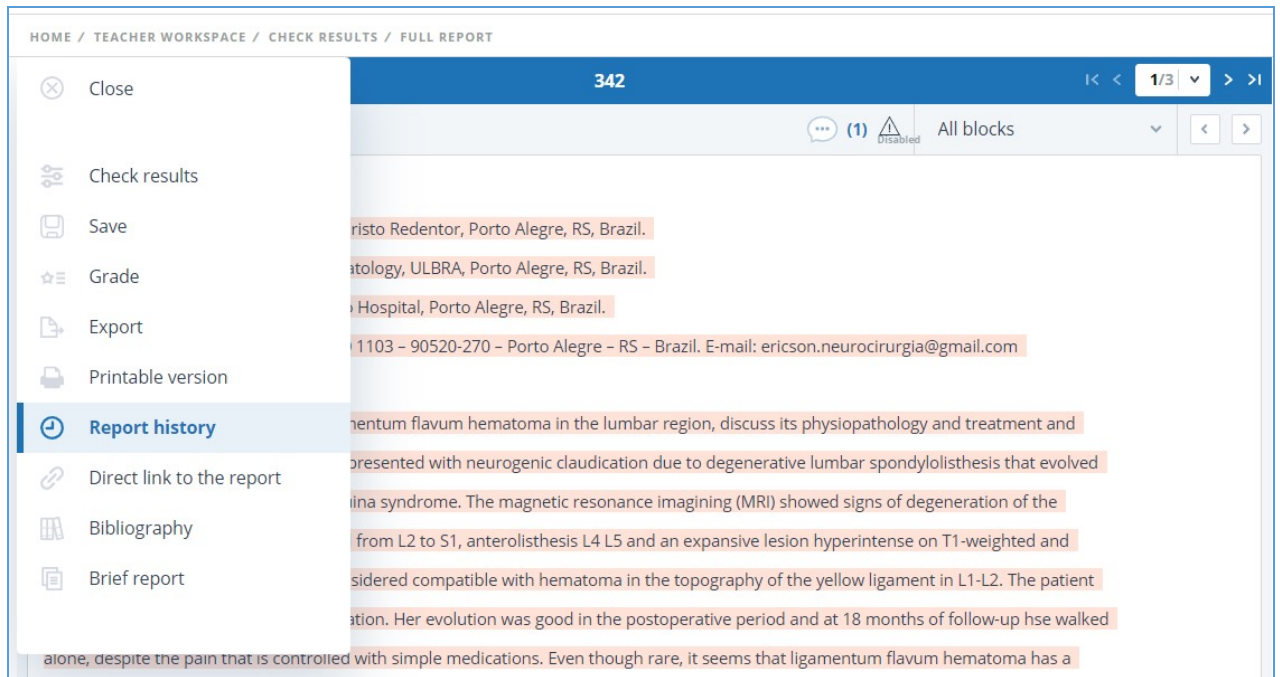 HOME / TEACHER WORKSPACE / CHECK RESULTS / FULL REPORT
342
1/3
(1)
Disabled
All blocks
Close
Check results
Save
Grade
Export
Printable version
Report history
Direct link to the report
Bibliography
Brief report
risto Redentor, Porto Alegre, RS, Brazil.
atology, ULBRA, Porto Alegre, RS, Brazil.
Hospital, Porto Alegre, RS, Brazil.
1103 – 90520-270 – Porto Alegre – RS – Brazil. E-mail: ericson.neurocirurgia@gmail.com
mentum flavum hematoma in the lumbar region, discuss its physiopathology and treatment and
presented with neurogenic claudication due to degenerative lumbar spondylolisthesis that evolved
ina syndrome. The magnetic resonance imagining (MRI) showed signs of degeneration of the
from L2 to S1, anterolisthesis L4 L5 and an expansive lesion hyperintense on T1-weighted and
sidered compatible with hematoma in the topography of the yellow ligament in L1-L2. The patient
ation. Her evolution was good in the postoperative period and at 18 months of follow-up hse walked
alone, despite the pain that is controlled with simple medications. Even though rare, it seems that ligamentum flavum hematoma has a